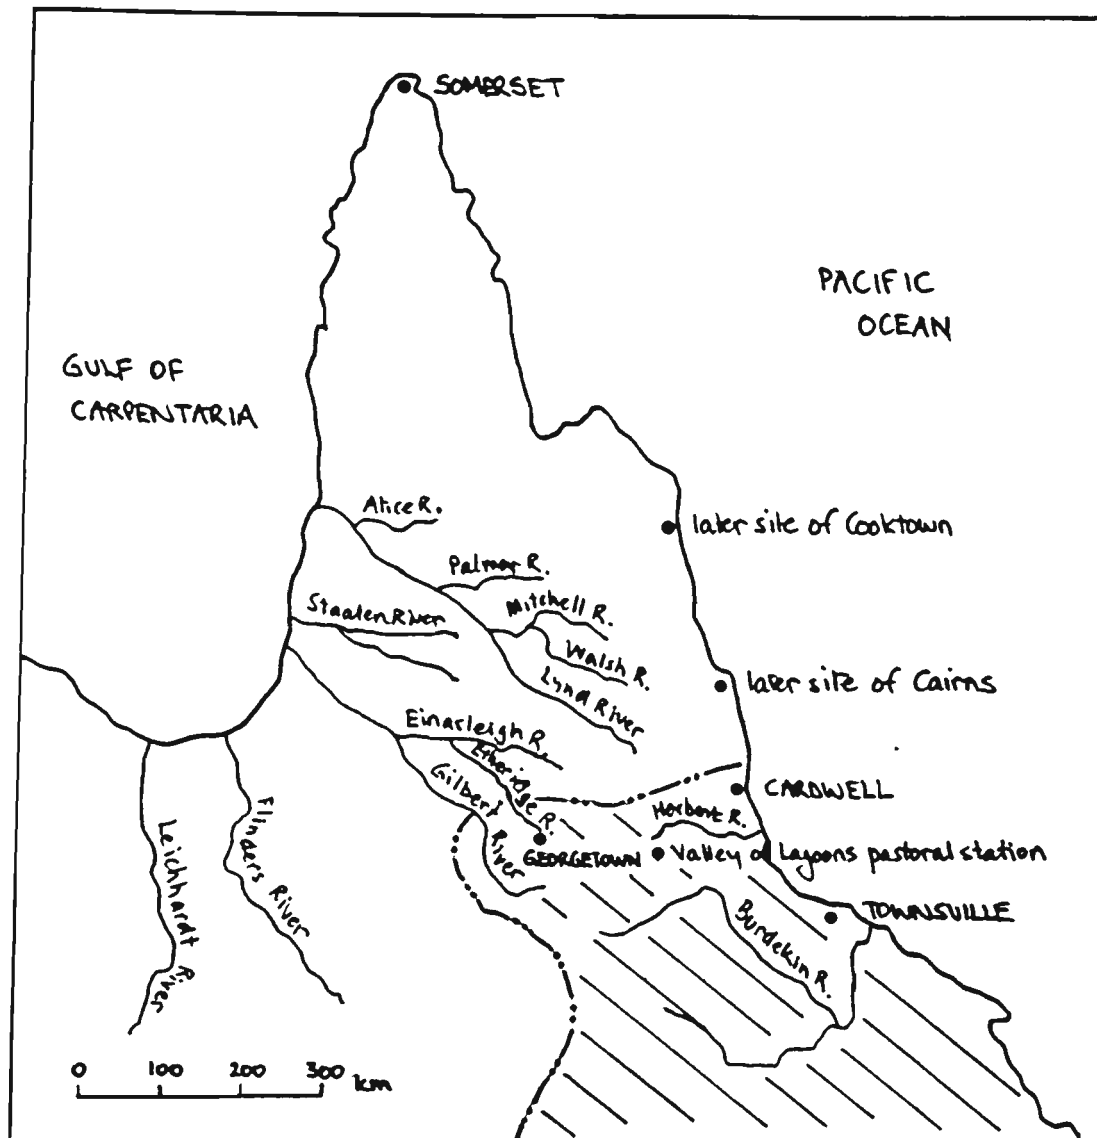 SOMERSET
PACIFIC
OCEAN
GULF OF
CARPENTARIA
Alice R.
later site of Cooktown
Palmar R.
Mitchell R.
Staaten River
Walsh R.
Lynd River
later site of Cairns
Einarleigh R.
Etheridge R.
Gilbert River
CARDWELL
Herbert R.
GEORGETOWN
Valley of Lagoons pastoral station
Flinders River
Leichhardt River
TOWNSVILLE
Burdekin R.
0 100 200 300 km